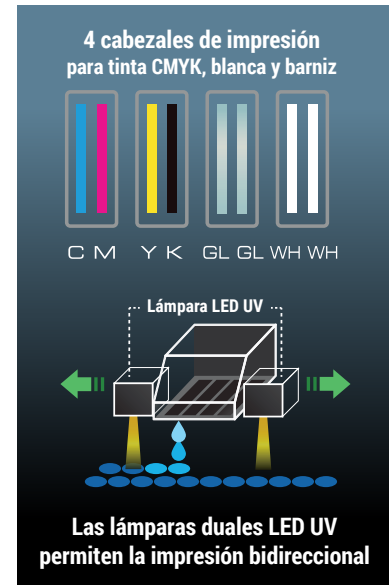 4 cabezales de impresión
para tinta CMYK, blanca y barniz
C M Y K GL GL WH WH
Lámpara LED UV
Las lámparas duales LED UV
permiten la impresión bidireccional